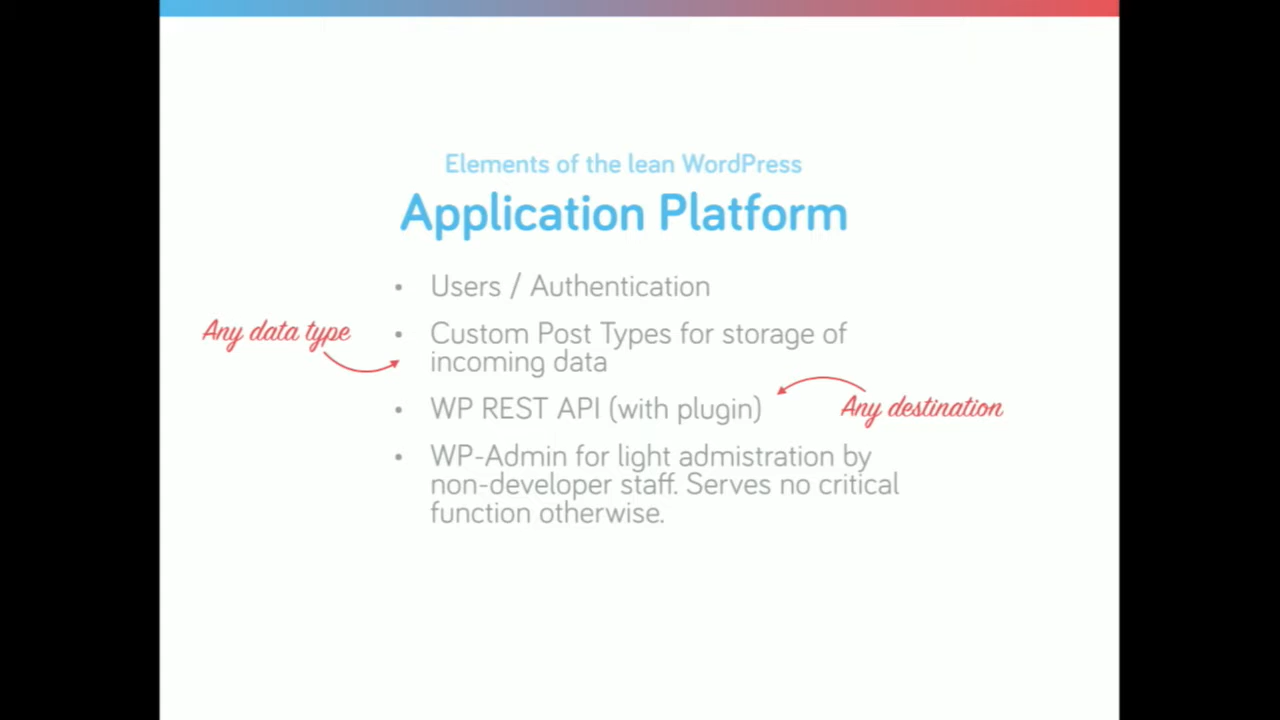 Elements of the lean WordPress
Application Platform
• Users / Authentication
Any data type
• Custom Post Types for storage of
incoming data
• WP REST API (with plugin)
Any destination
• WP-Admin for light admistration by
non-developer staff. Serves no critical
function otherwise.